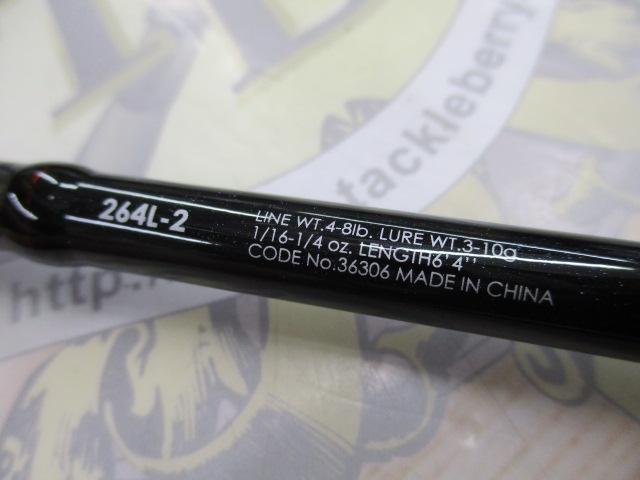 264L-2
LINE WT.4-8lb. LURE WT.3-10g
1/16-1/4 oz. LENGTH6'4''
CODE No.36306 MADE IN CHINA
tackleberry
http:/